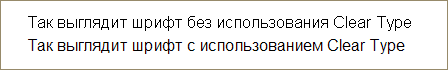 Так выглядит шрифт без использования Clear Type
Так выглядит шрифт с использованием Clear Type